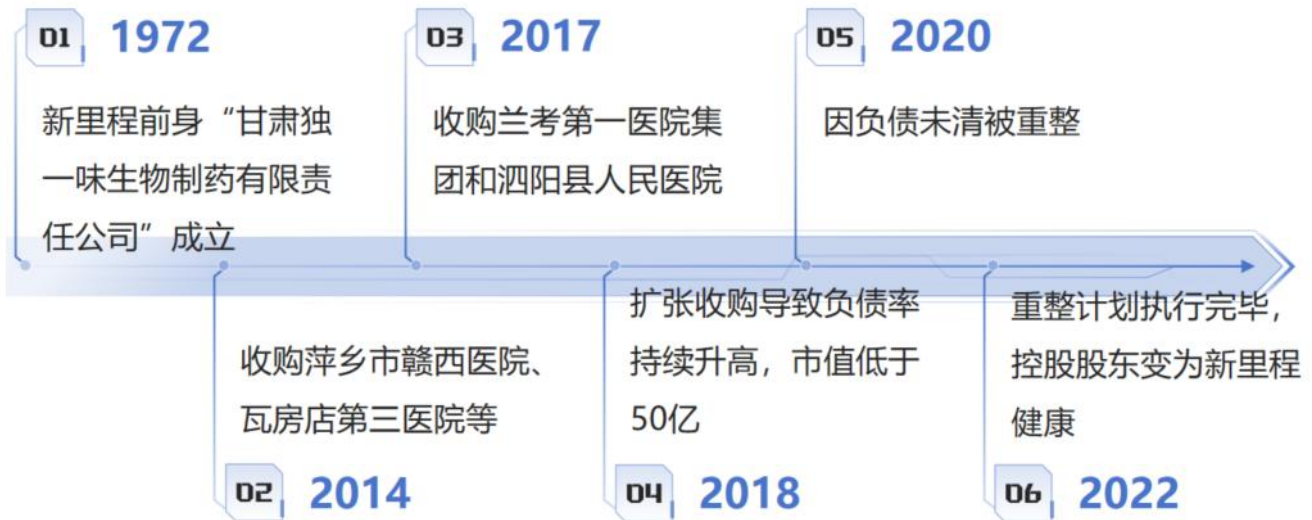 01 1972
新里程前身“甘肃独
一味生物制药有限责
任公司”成立
收购萍乡市赣西医院、
瓦房店第三医院等
02 2014
03 2017
收购兰考第一医院集
团和泗阳县人民医院
扩张收购导致负债率
持续升高，市值低于
50亿
04 2018
05 2020
因负债未清被重整
重整计划执行完毕，
控股股东变为新里程
健康
06 2022